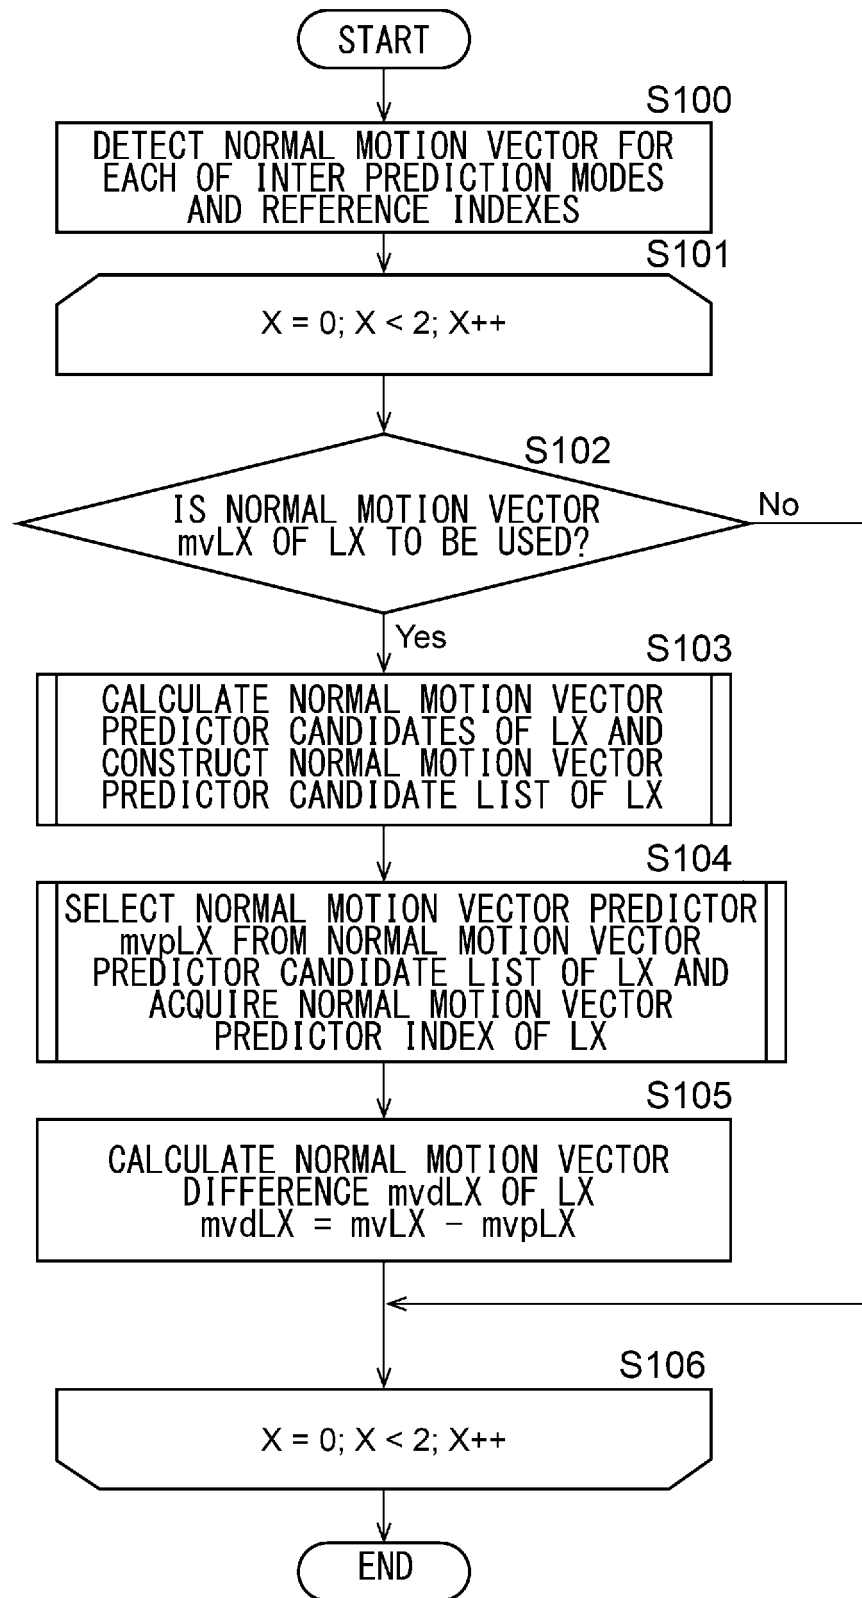 START
S100
DETECT NORMAL MOTION VECTOR FOR
EACH OF INTER PREDICTION MODES
AND REFERENCE INDEXES
S101
X = 0; X < 2; X++
S102
IS NORMAL MOTION VECTOR
mvLX OF LX TO BE USED?
No
Yes
S103
CALCULATE NORMAL MOTION VECTOR
PREDICTOR CANDIDATES OF LX AND
CONSTRUCT NORMAL MOTION VECTOR
PREDICTOR CANDIDATE LIST OF LX
S104
SELECT NORMAL MOTION VECTOR PREDICTOR
mvpLX FROM NORMAL MOTION VECTOR
PREDICTOR CANDIDATE LIST OF LX AND
ACQUIRE NORMAL MOTION VECTOR
PREDICTOR INDEX OF LX
S105
CALCULATE NORMAL MOTION VECTOR
DIFFERENCE mvdLX OF LX
mvdLX = mvLX - mvpLX
S106
X = 0; X < 2; X++
END